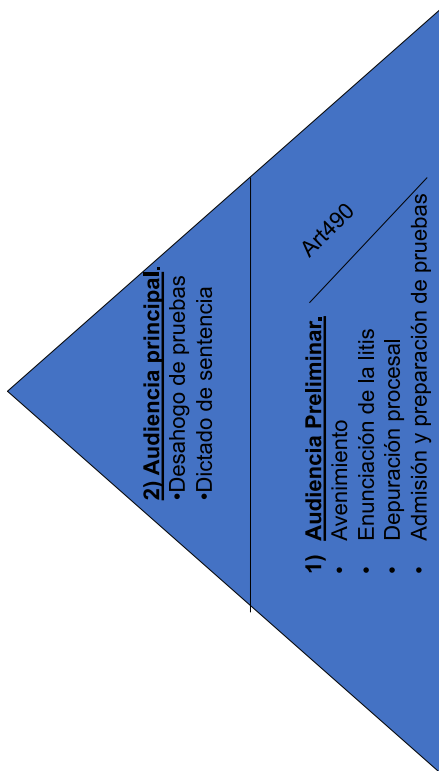 2) Audiencia principal.
•Desahogo de pruebas
•Dictado de sentencia
Art490
1) Audiencia Preliminar.
• Avenimiento
• Enunciación de la litis
• Depuración procesal
• Admisión y preparación de pruebas